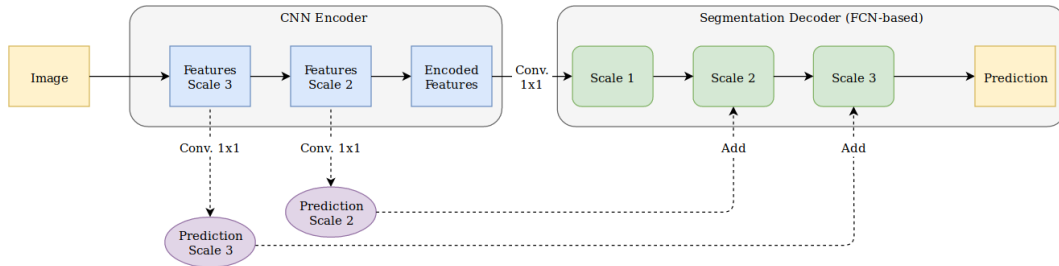 CNN Encoder
Segmentation Decoder (FCN-based)
Image
Features
Scale 3
Features
Scale 2
Encoded
Features
Conv.
1x1
Scale 1
Scale 2
Scale 3
Prediction
Conv. 1x1
Conv. 1x1
Add
Add
Prediction
Scale 2
Prediction
Scale 3